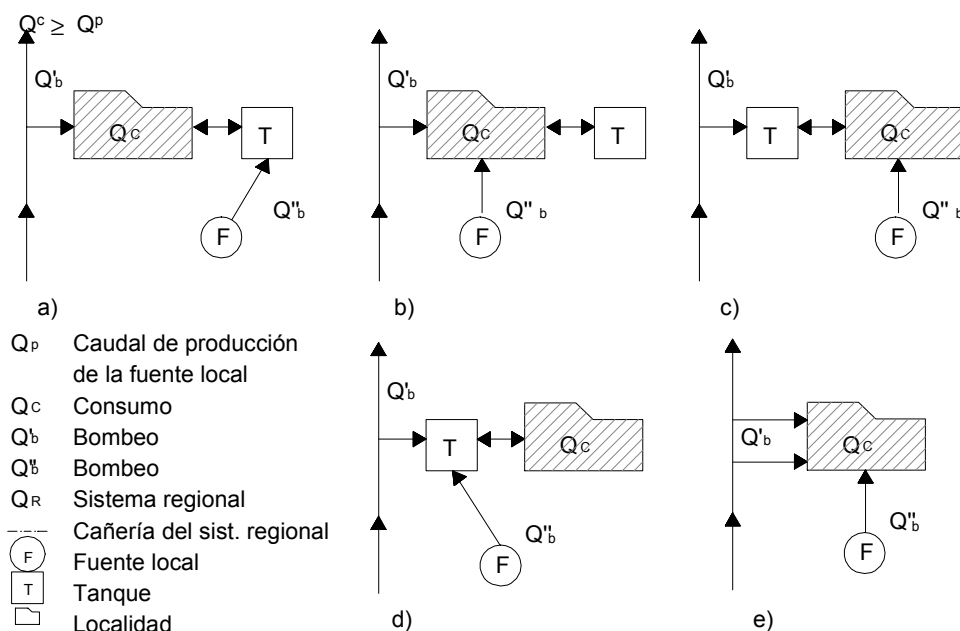 Qᶜ ≥ Qᵖ
Q'b
QC
T
Q"b
F
a)
Q'b
QC
T
Q" b
F
b)
Q'b
T
QC
Q" b
F
c)
Qp Caudal de producción
de la fuente local
QC Consumo
Q'b Bombeo
Q"b Bombeo
QR Sistema regional
Cañería del sist. regional
F Fuente local
T Tanque
Localidad
Q'b
T
QC
Q"b
F
d)
Q'b
QC
Q"b
F
e)